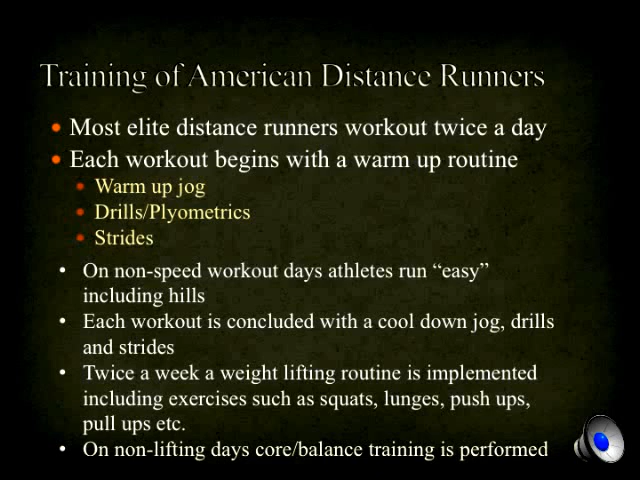 Training of American Distance Runners
• Most elite distance runners workout twice a day
• Each workout begins with a warm up routine
• Warm up jog
• Drills/Plyometrics
• Strides
• On non-speed workout days athletes run “easy”
including hills
• Each workout is concluded with a cool down jog, drills
and strides
• Twice a week a weight lifting routine is implemented
including exercises such as squats, lunges, push ups,
pull ups etc.
• On non-lifting days core/balance training is performed